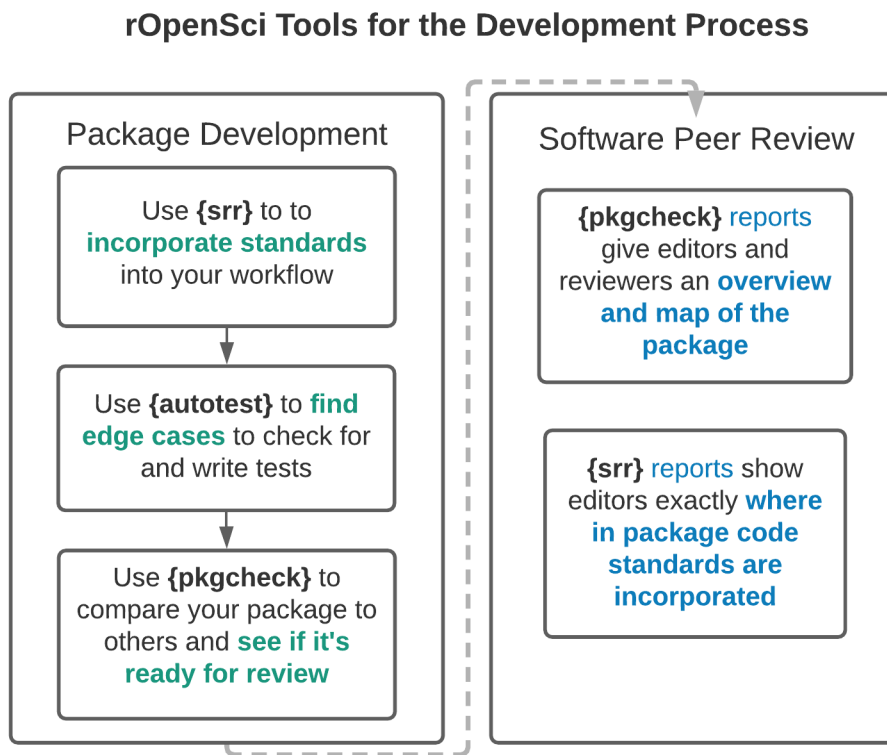 rOpenSci Tools for the Development Process
Package Development
Use {srr} to to
incorporate standards
into your workflow
Use {autotest} to find
edge cases to check for
and write tests
Use {pkgcheck} to
compare your package to
others and see if it's
ready for review
Software Peer Review
{pkgcheck} reports
give editors and
reviewers an overview
and map of the
package
{srr} reports show
editors exactly where
in package code
standards are
incorporated